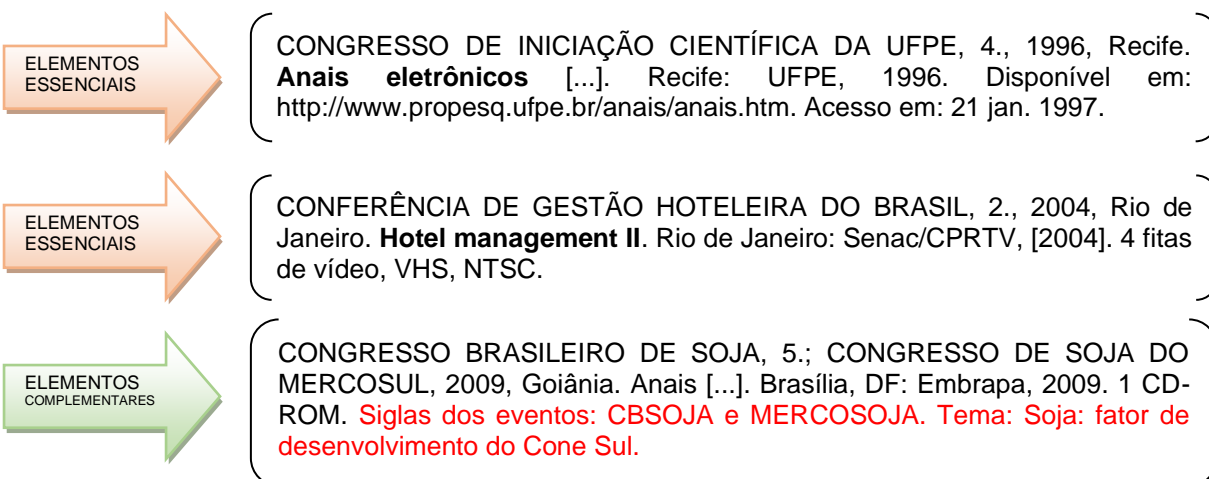 ELEMENTOS
ESSENCIAIS
CONGRESSO DE INICIAÇÃO CIENTÍFICA DA UFPE, 4., 1996, Recife.
Anais eletrônicos [...]. Recife: UFPE, 1996. Disponível em:
http://www.propesq.ufpe.br/anais/anais.htm. Acesso em: 21 jan. 1997.
ELEMENTOS
ESSENCIAIS
CONFERÊNCIA DE GESTÃO HOTELEIRA DO BRASIL, 2., 2004, Rio de
Janeiro. Hotel management II. Rio de Janeiro: Senac/CPRTV, [2004]. 4 fitas
de vídeo, VHS, NTSC.
ELEMENTOS
COMPLEMENTARES
CONGRESSO BRASILEIRO DE SOJA, 5.; CONGRESSO DE SOJA DO
MERCOSUL, 2009, Goiânia. Anais [...]. Brasília, DF: Embrapa, 2009. 1 CD-
ROM. Siglas dos eventos: CBSOJA e MERCOSOJA. Tema: Soja: fator de
desenvolvimento do Cone Sul.